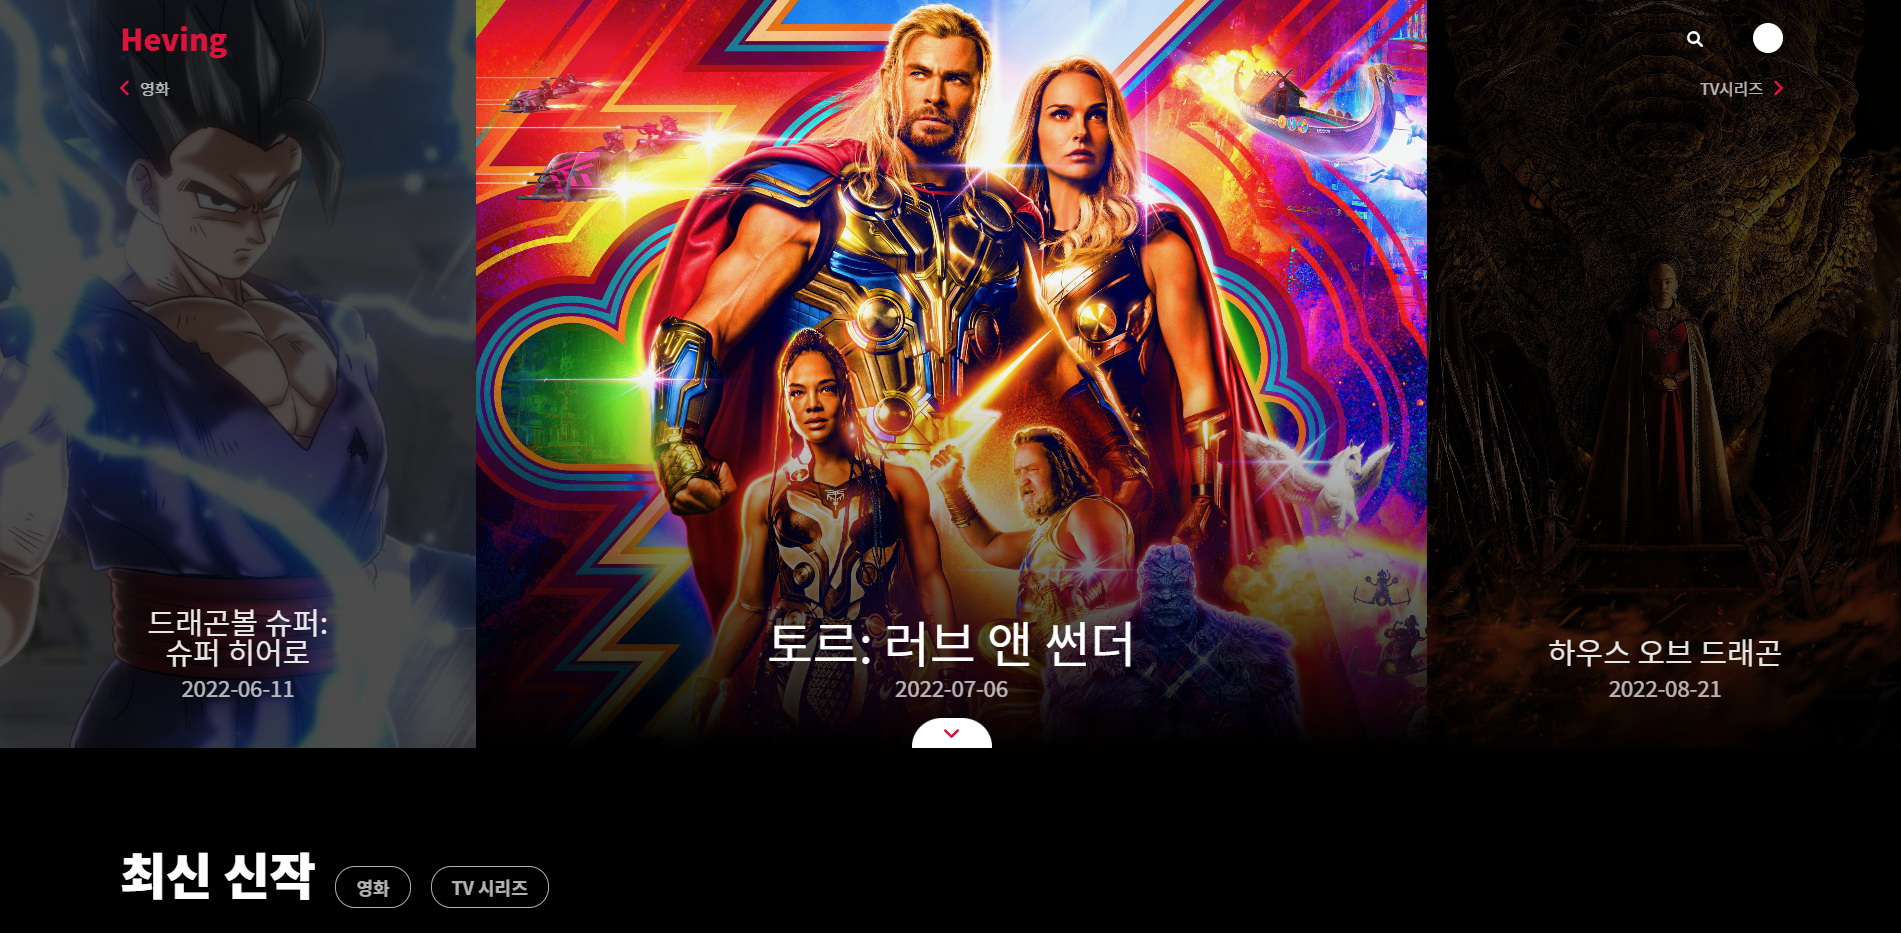 Heving
영화
TV시리즈
드래곤볼 슈퍼:
슈퍼 히어로
2022-06-11
토르: 러브 앤 썬더
2022-07-06
하우스 오브 드래곤
2022-08-21
최신 신작
영화
TV 시리즈